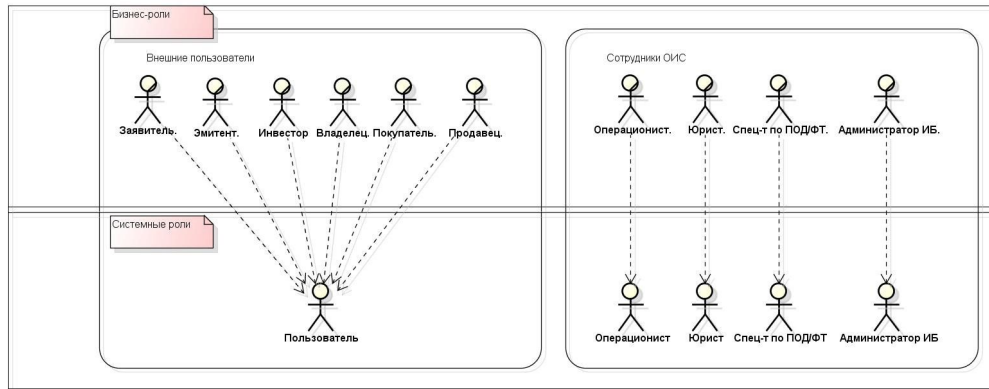 Бизнес-роли
Внешние пользователи
Сотрудники ОИС
Заявитель.
Эмитент.
Инвестор
Владелец.
Покупатель.
Продавец.
Операционист.
Юрист.
Спец-т по ПОД/ФТ.
Администратор ИБ.
Системные роли
Пользователь
Операционист
Юрист
Спец-т по ПОД/ФТ
Администратор ИБ